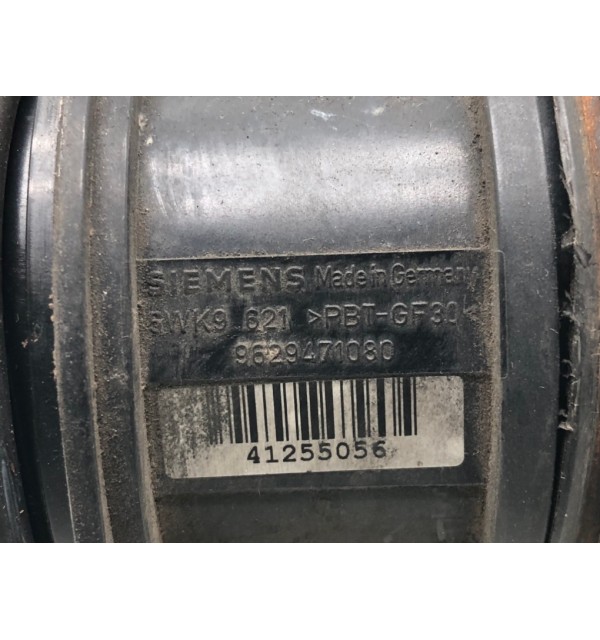 SIEMENS Made in Germany
5WK9 621 >PBT-GF30<
9629471080
41255056